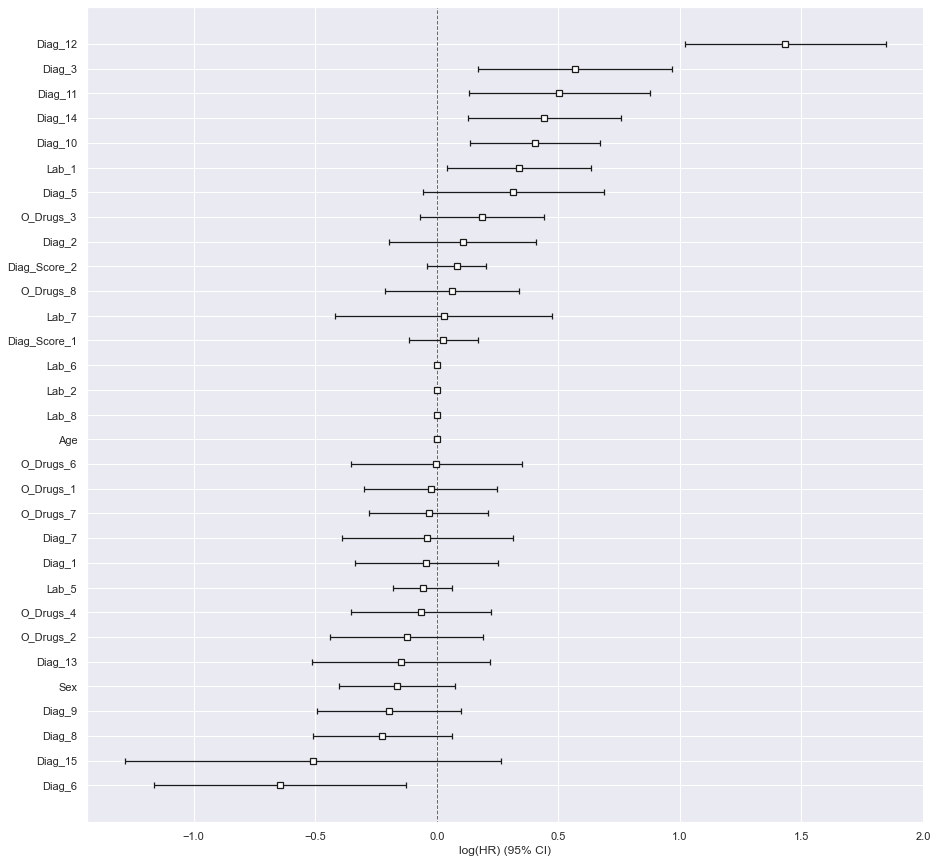 Diag_12
Diag_3
Diag_11
Diag_14
Diag_10
Lab_1
Diag_5
O_Drugs_3
Diag_2
Diag_Score_2
O_Drugs_8
Lab_7
Diag_Score_1
Lab_6
Lab_2
Lab_8
Age
O_Drugs_6
O_Drugs_1
O_Drugs_7
Diag_7
Diag_1
Lab_5
O_Drugs_4
O_Drugs_2
Diag_13
Sex
Diag_9
Diag_8
Diag_15
Diag_6
−1.0 −0.5 0.0 0.5 1.0 1.5 2.0
log(HR) (95% CI)